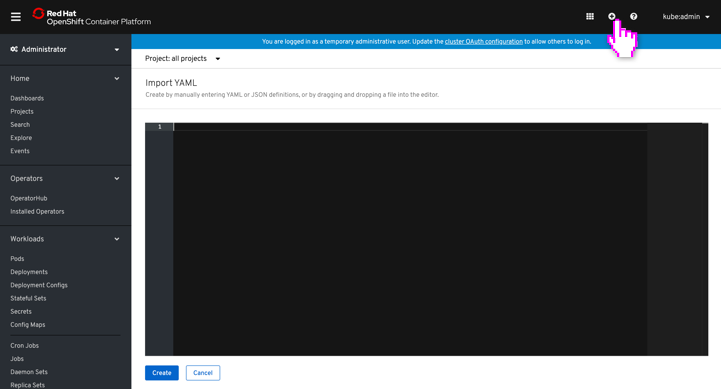 Red Hat
OpenShift Container Platform
kube:admin
Administrator
You are logged in as a temporary administrative user. Update the cluster OAuth configuration to allow others to log in.
Project: all projects
Home
Dashboards
Projects
Search
Explore
Events
Operators
OperatorHub
Installed Operators
Workloads
Pods
Deployments
Deployment Configs
Stateful Sets
Secrets
Config Maps
Cron Jobs
Jobs
Daemon Sets
Replica Sets
Import YAML
Create by manually entering YAML or JSON definitions, or by dragging and dropping a file into the editor.
1
Create
Cancel